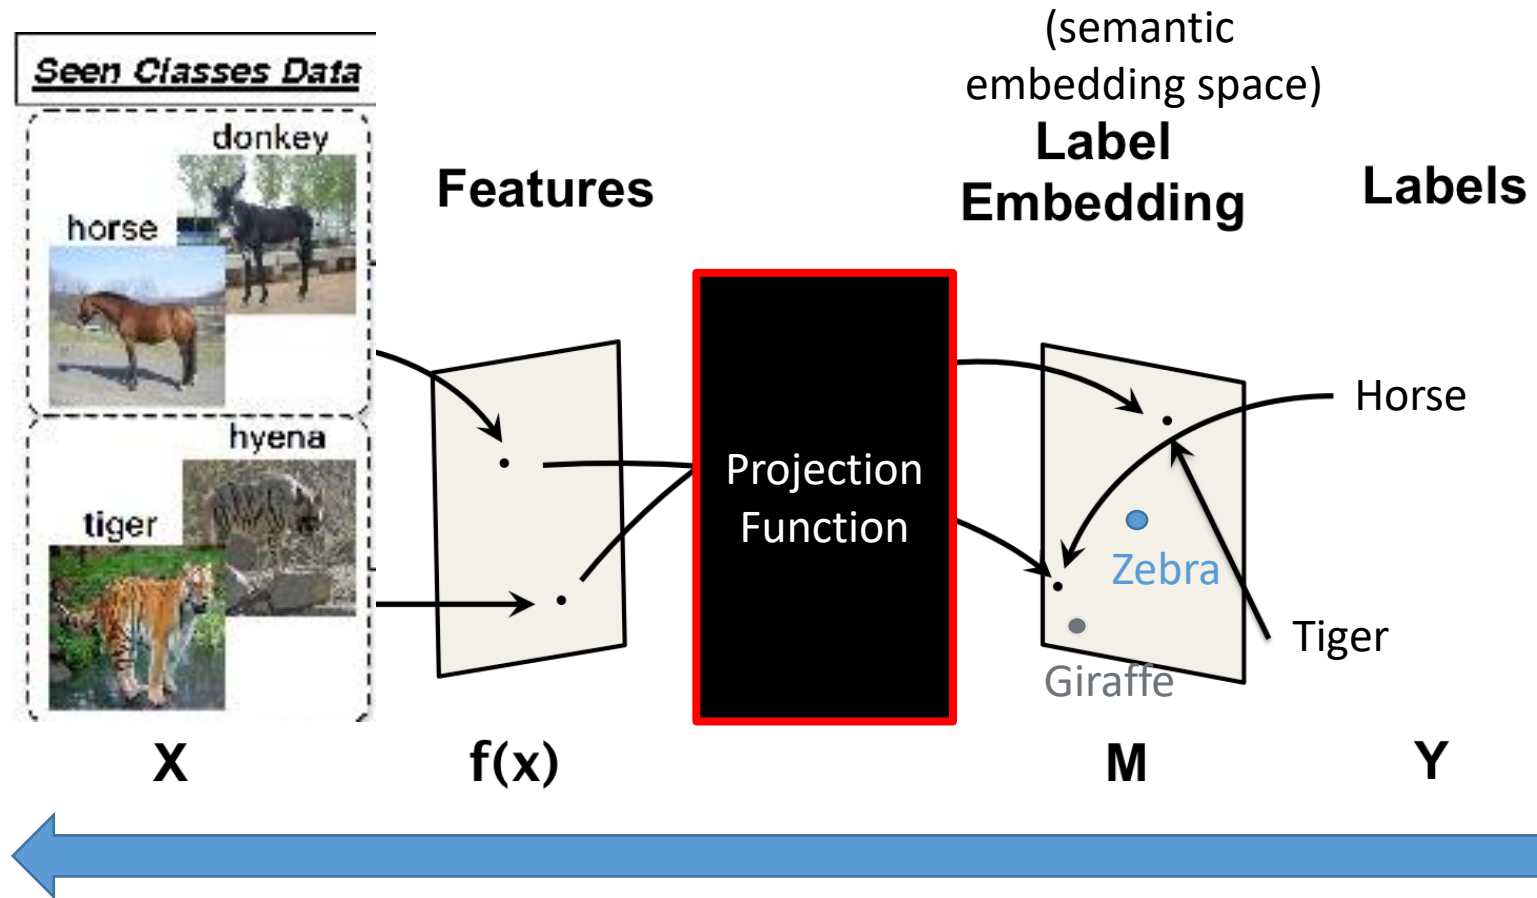 Seen Classes Data
donkey
horse
hyena
tiger
Features
(semantic
embedding space)
Label
Embedding
Labels
Projection
Function
Horse
Zebra
Tiger
Giraffe
X
f(x)
M
Y